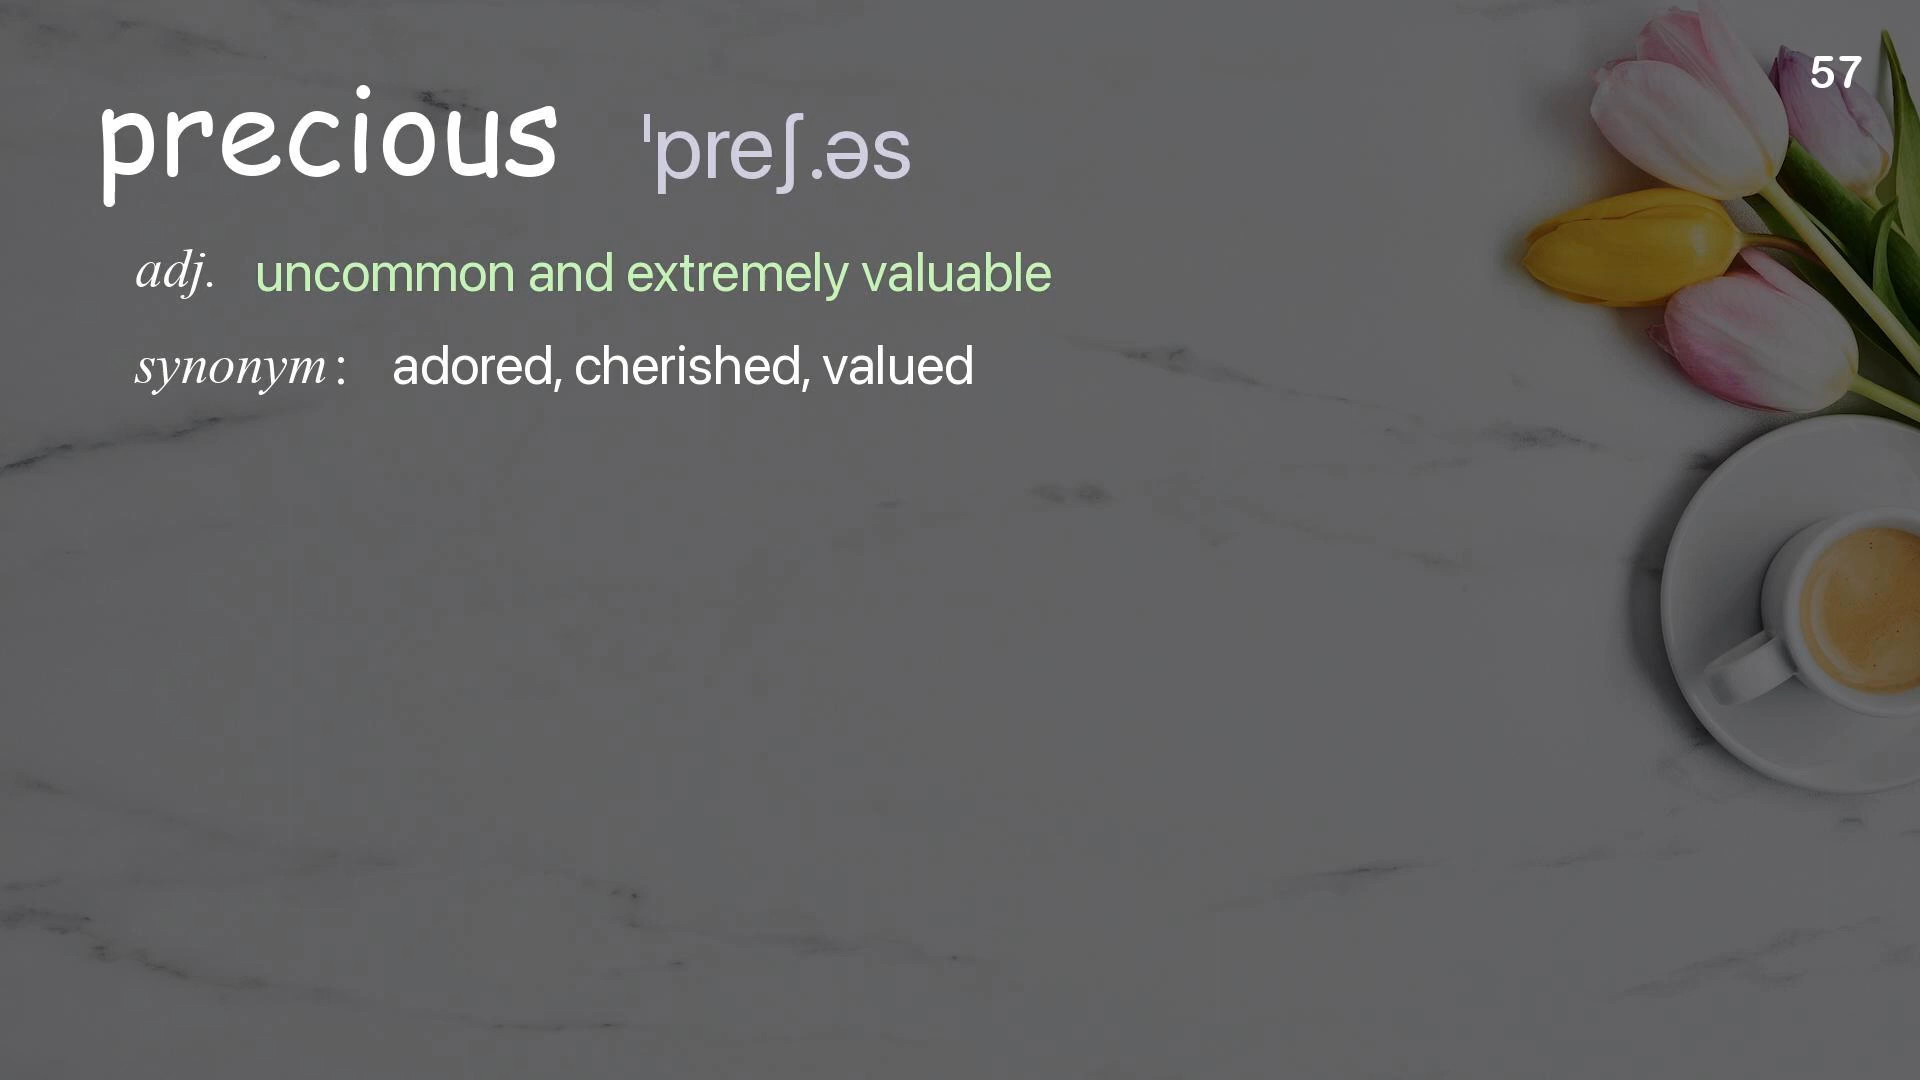 57
precious ˈpreʃ.əs
adj. uncommon and extremely valuable
synonym: adored, cherished, valued